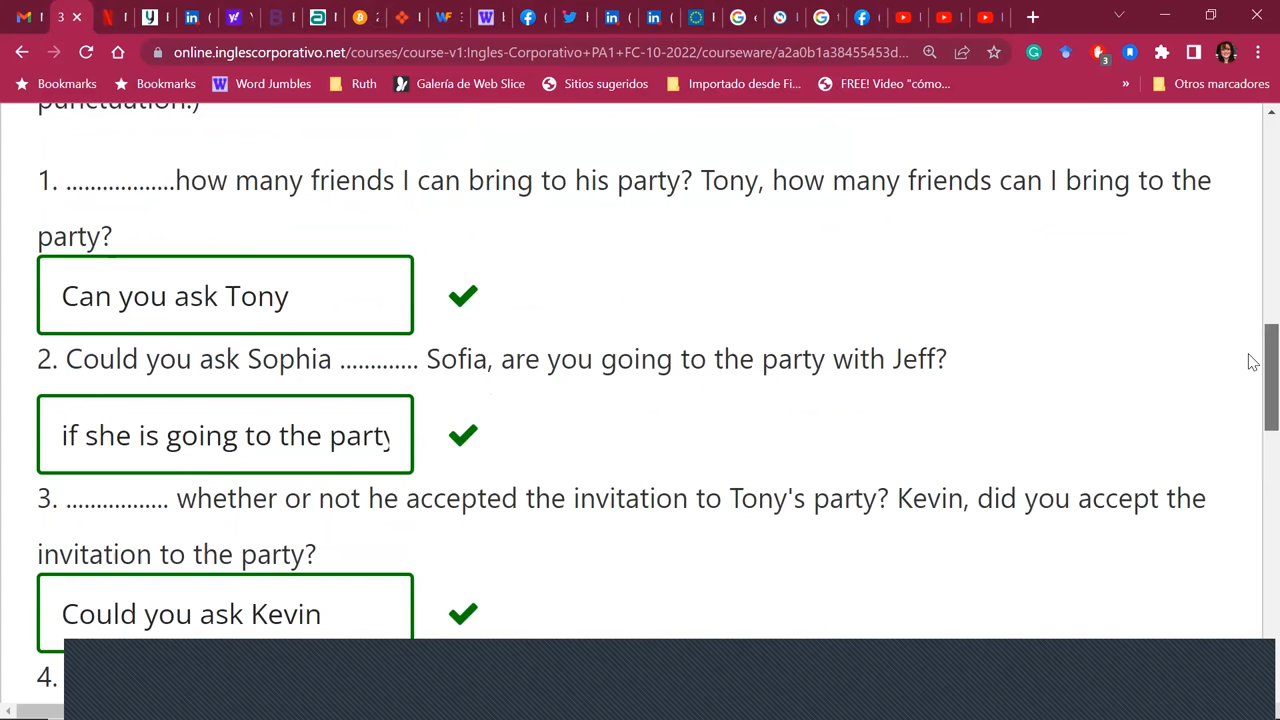 3
online.inglescorporativo.net/courses/course-v1:Ingles-Corporativo+PA1+FC-10-2022/courseware/a2a0b1a38455453d...
3
Bookmarks
Bookmarks
Word Jumbles
Ruth
Galería de Web Slice
Sitios sugeridos
Importado desde Fi...
FREE! Video "cómo...
»
Otros marcadores
punctuation.)
1. ..................how many friends I can bring to his party? Tony, how many friends can I bring to the
party?
Can you ask Tony
2. Could you ask Sophia ............. Sofia, are you going to the party with Jeff?
if she is going to the party
3. ................. whether or not he accepted the invitation to Tony's party? Kevin, did you accept the
invitation to the party?
Could you ask Kevin
4.